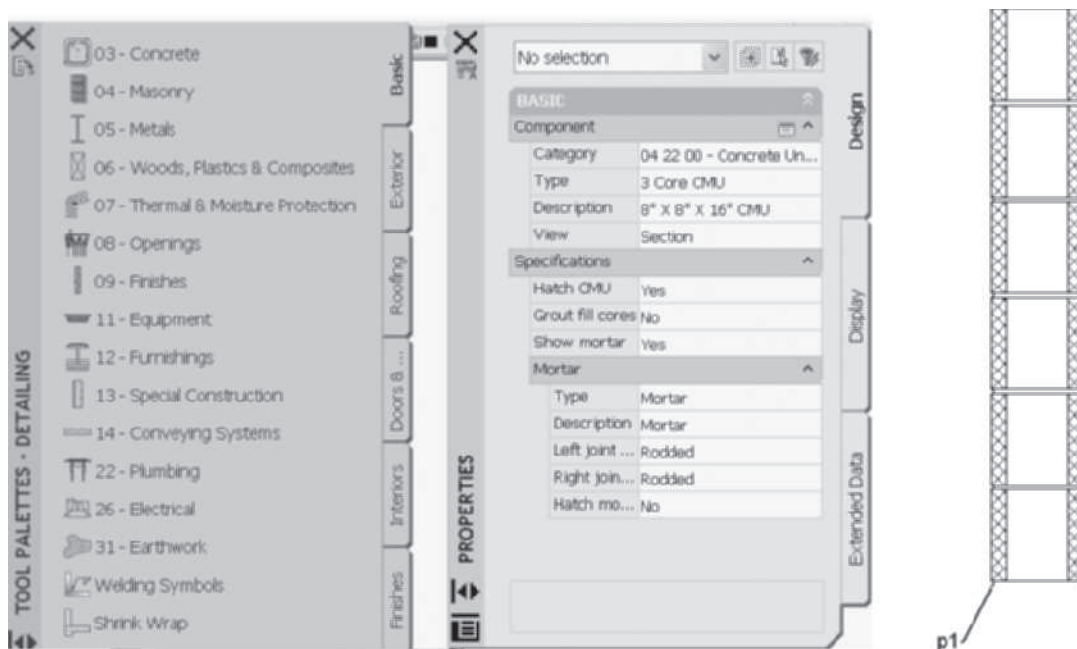 TOOL PALETTES - DETAILING
03 - Concrete
04 - Masonry
05 - Metals
06 - Woods, Plastics & Composites
07 - Thermal & Moisture Protection
08 - Openings
09 - Finishes
11 - Equipment
12 - Furnishings
13 - Special Construction
14 - Conveying Systems
22 - Plumbing
26 - Electrical
31 - Earthwork
Welding Symbols
Shrink Wrap
Basic
Exterior
Roofing
Doors & ...
Interiors
Finishes
PROPERTIES
No selection
BASIC
Component
Category 04 22 00 - Concrete Un...
Type 3 Core CMU
Description 8" X 8" X 16" CMU
View Section
Specifications
Hatch CMU Yes
Grout fill cores No
Show mortar Yes
Mortar
Type Mortar
Description Mortar
Left joint ... Rodded
Right join... Rodded
Hatch mo... No
Design
Display
Extended Data
p1